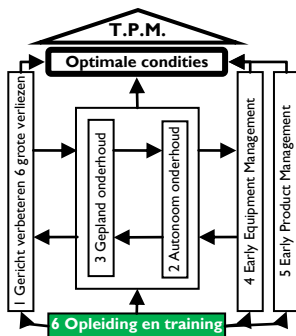 T.P.M.
Optimale condities
1 Gericht verbeteren 6 grote verliezen
3 Gepland onderhoud
2 Autonoom onderhoud
4 Early Equipment Management
5 Early Product Management
6 Opleiding en training